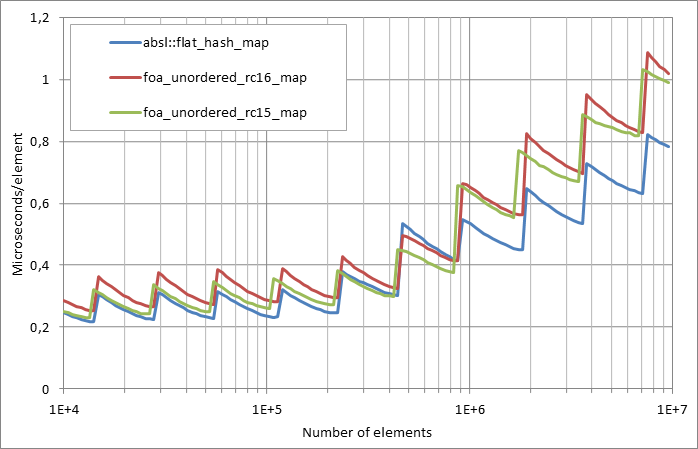 1,2
1
0,8
0,6
0,4
0,2
0
Microseconds/element
absl::flat_hash_map
foa_unordered_rc16_map
foa_unordered_rc15_map
1E+4 1E+5 1E+6 1E+7
Number of elements